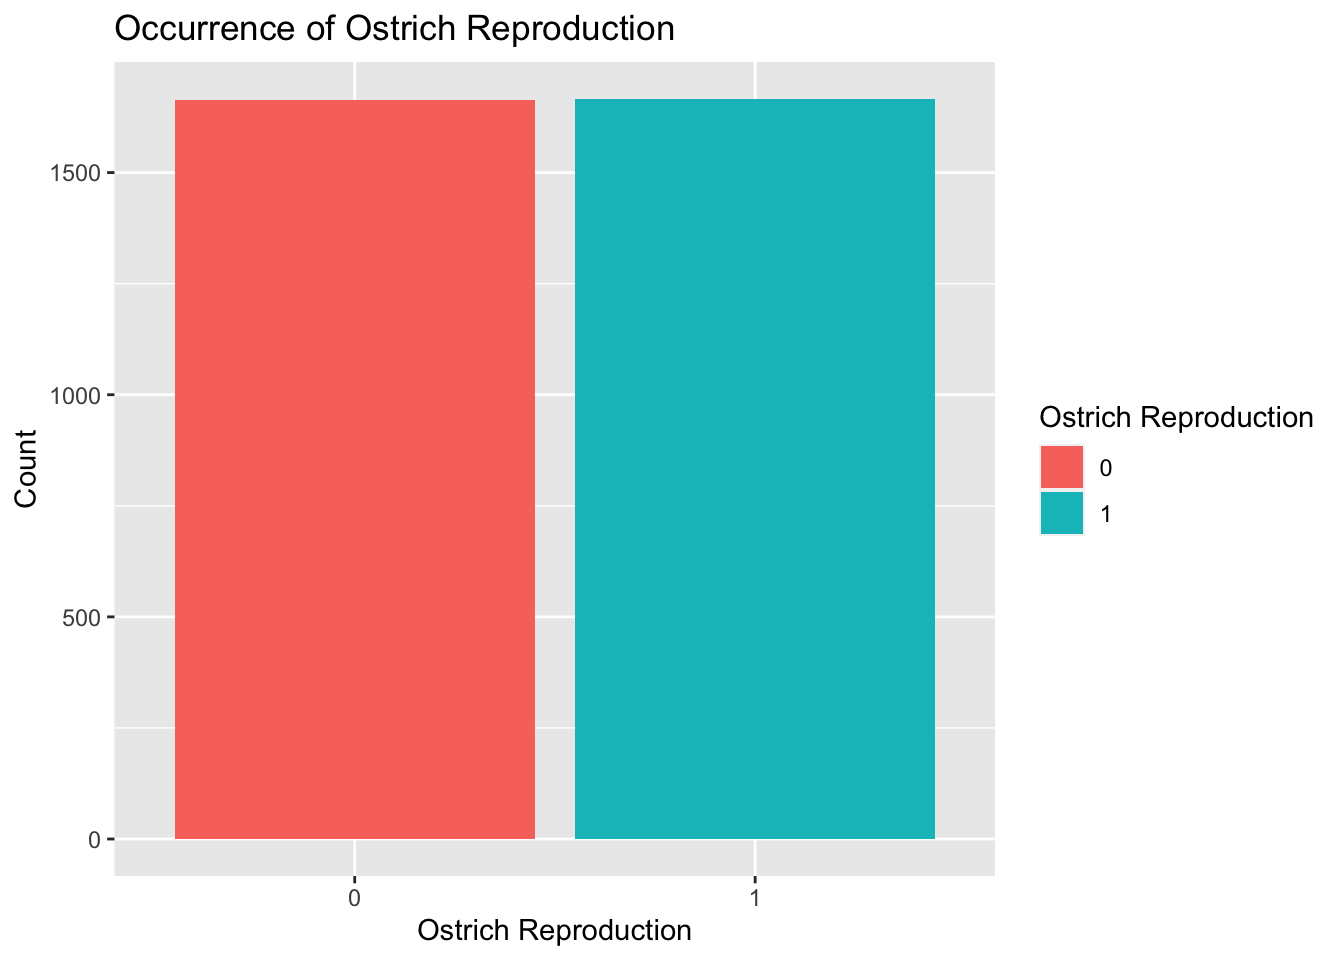 Occurrence of Ostrich Reproduction
1500
1000
500
0
Count
0 1
Ostrich Reproduction
Ostrich Reproduction
0
1